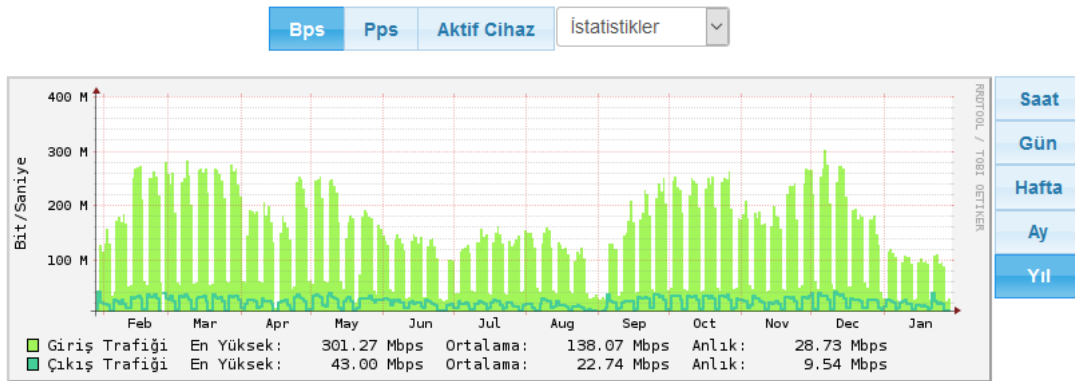 Bps Pps Aktif Cihaz İstatistikler
400 M
300 M
200 M
100 M
Bit/Saniye
Feb Mar Apr May Jun Jul Aug Sep Oct Nov Dec Jan
Giriş Trafiği En Yüksek: 301.27 Mbps Ortalama: 138.07 Mbps Anlık: 28.73 Mbps
Çıkış Trafiği En Yüksek: 43.00 Mbps Ortalama: 22.74 Mbps Anlık: 9.54 Mbps
RRDTOOL / TOBI OETIKER
Saat
Gün
Hafta
Ay
Yıl